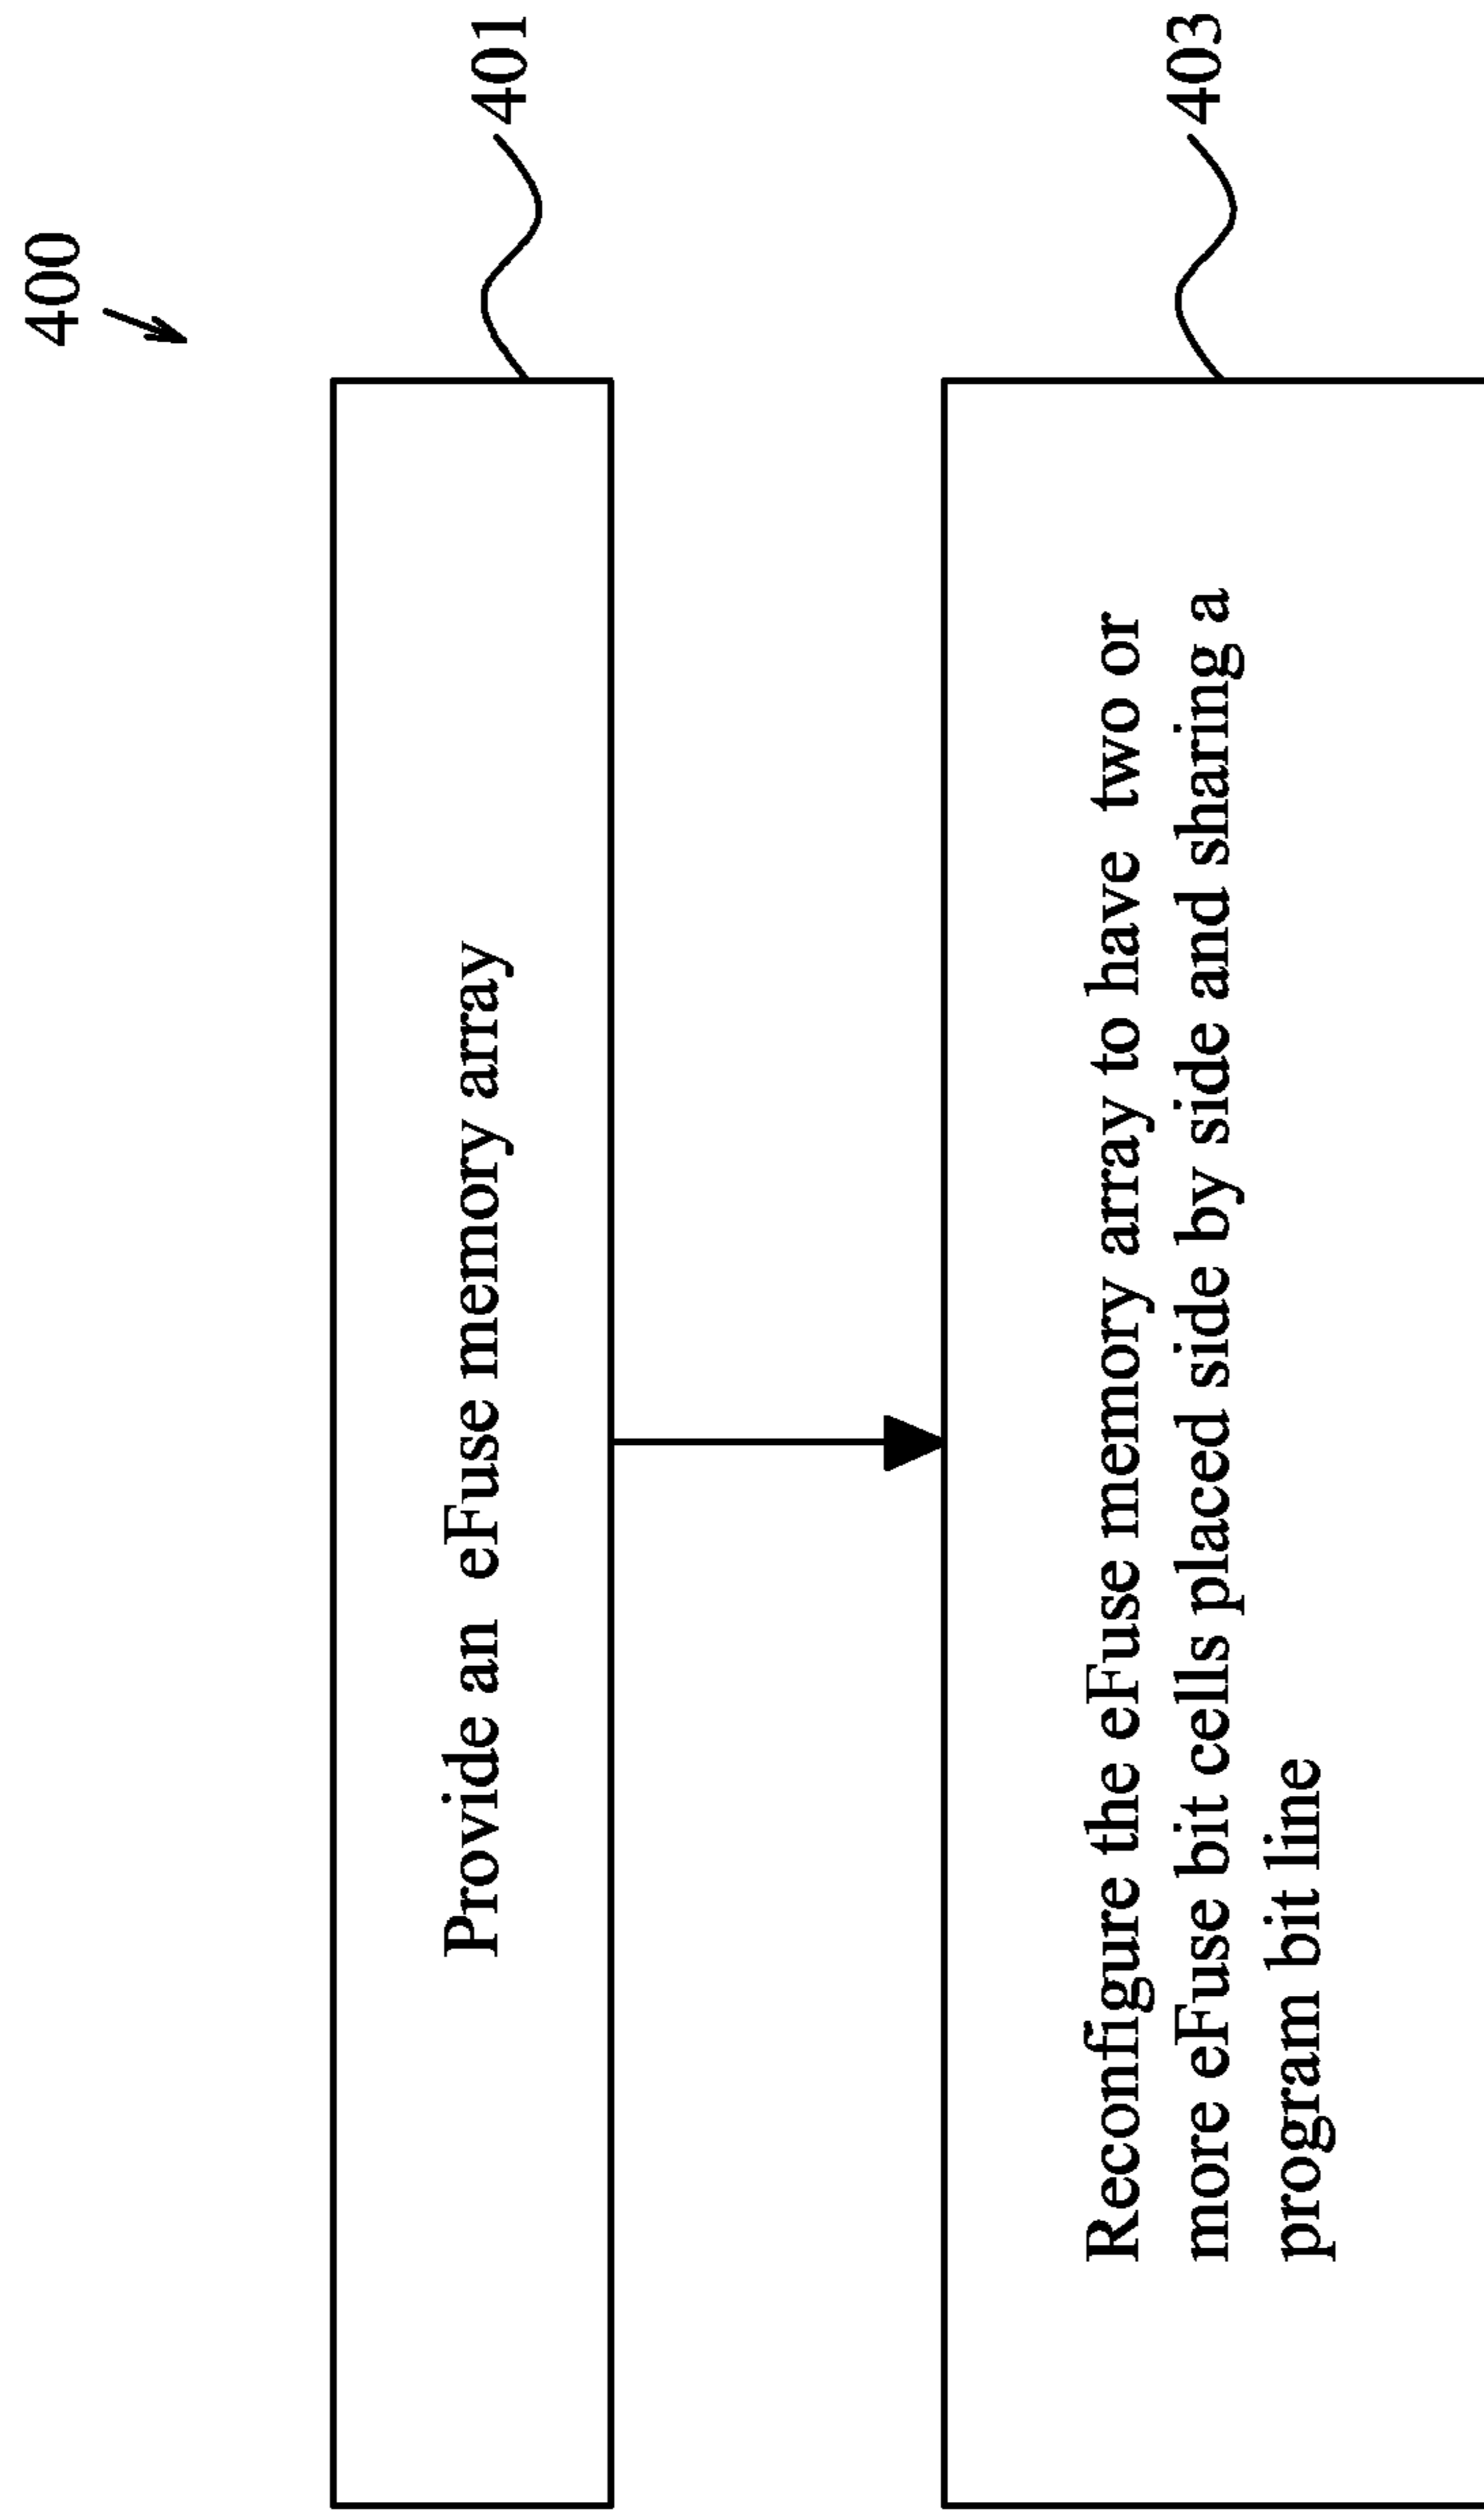 400
401
Provide an eFuse memory array
403
Reconfigure the eFuse memory array to have two or
more eFuse bit cells placed side by side and sharing a
program bit line